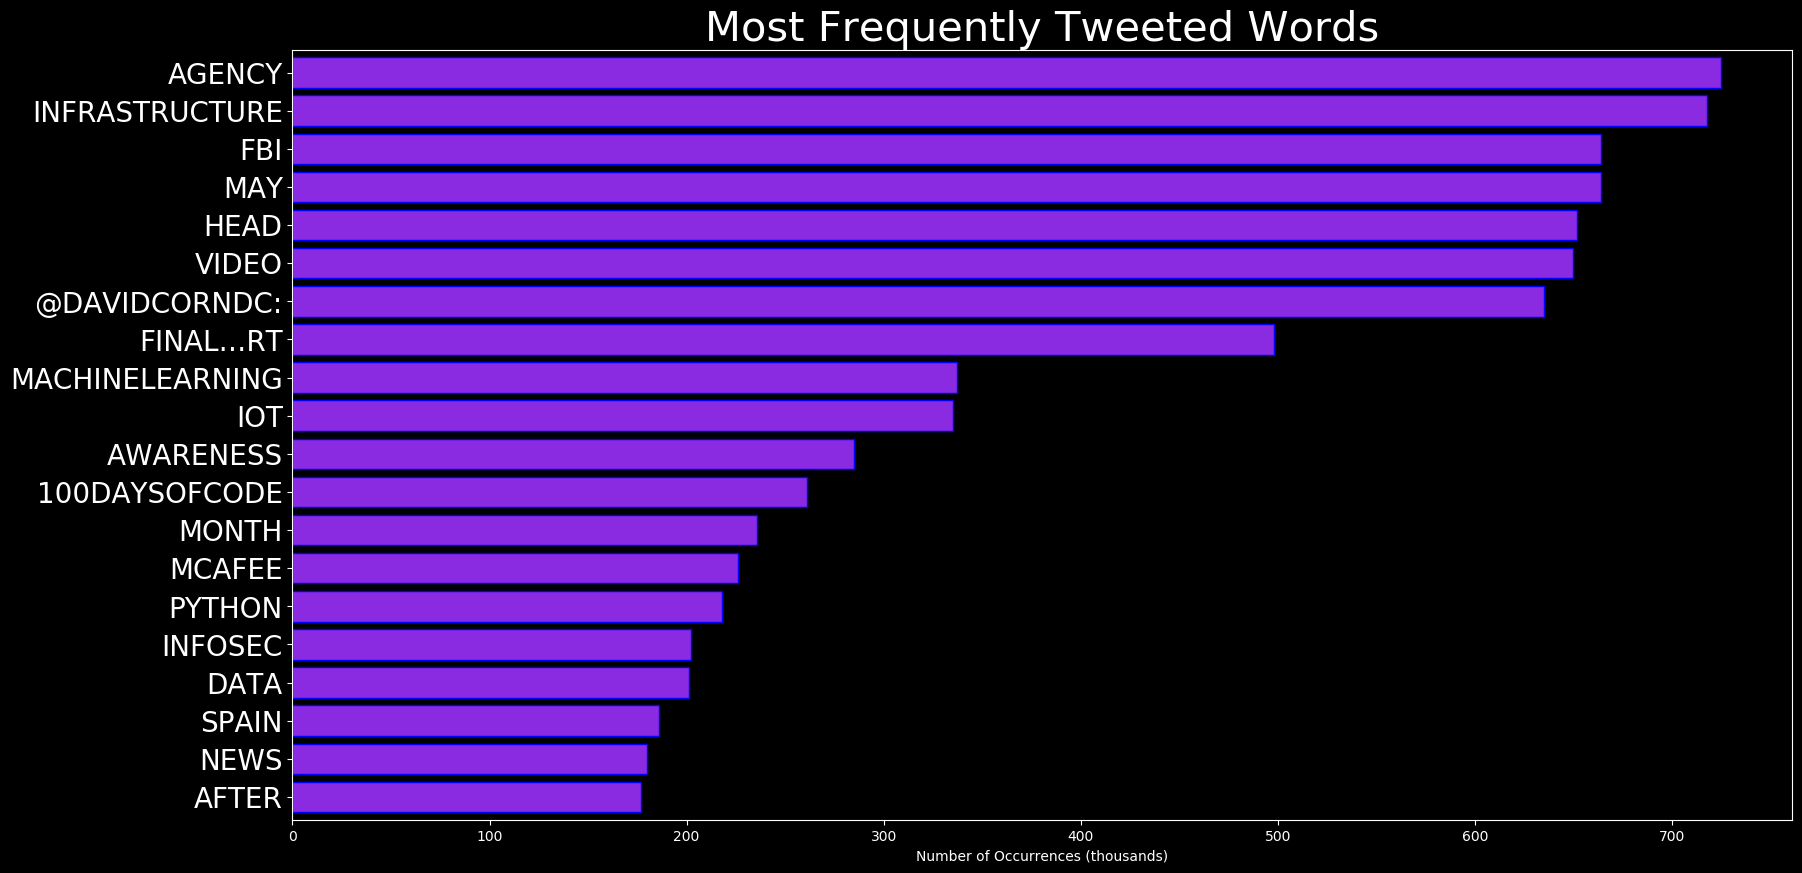 Most Frequently Tweeted Words
AGENCY
INFRASTRUCTURE
FBI
MAY
HEAD
VIDEO
@DAVIDCORNDC:
FINAL...RT
MACHINELEARNING
IOT
AWARENESS
100DAYSOFCODE
MONTH
MCAFEE
PYTHON
INFOSEC
DATA
SPAIN
NEWS
AFTER
0 100 200 300 400 500 600 700
Number of Occurrences (thousands)